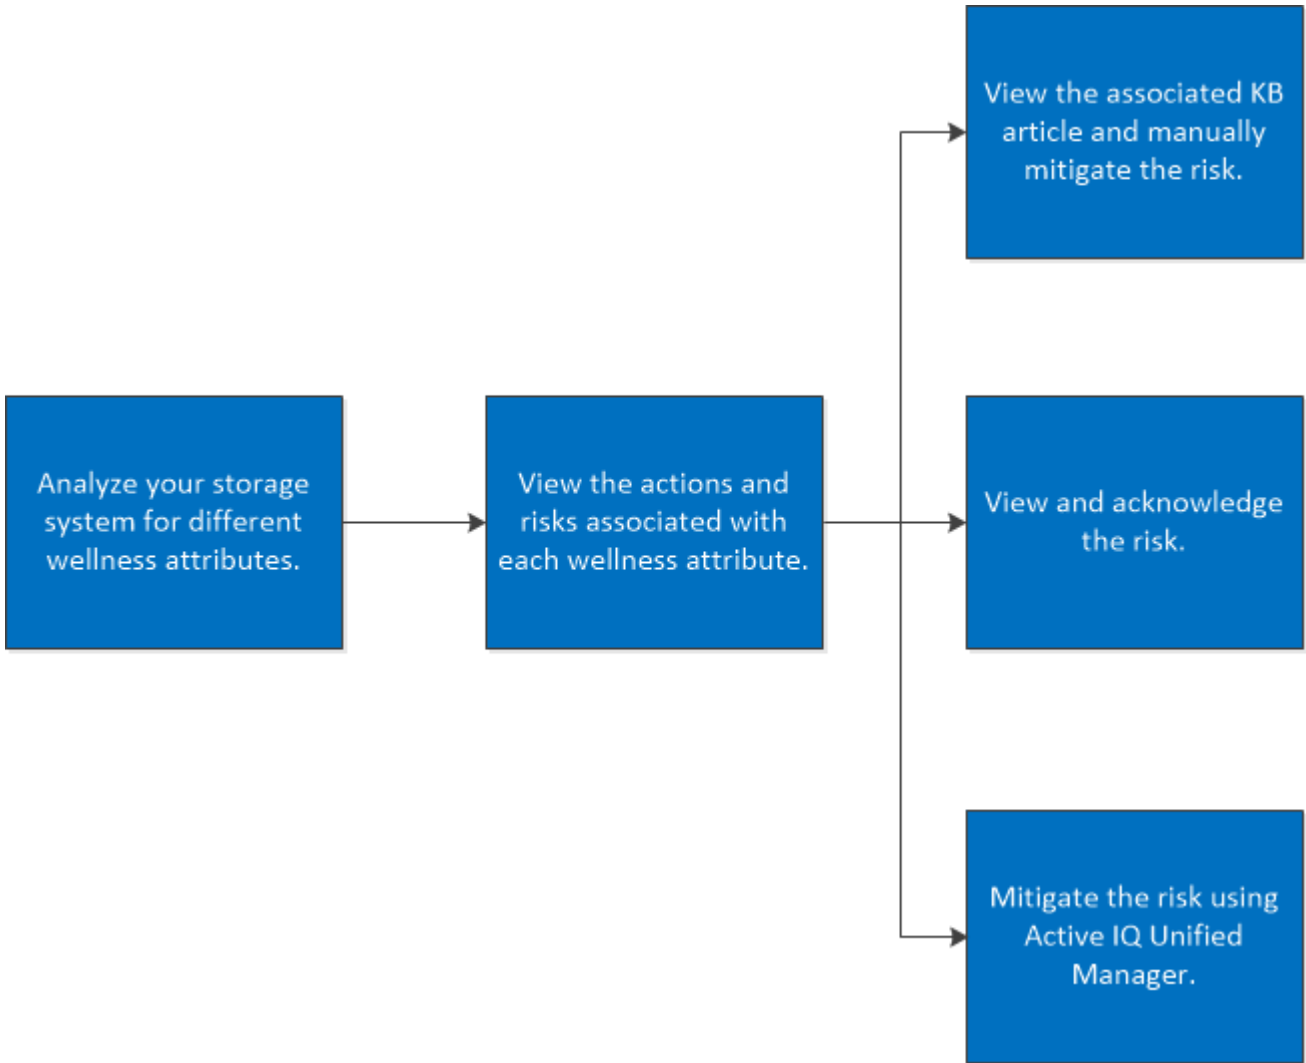 Analyze your storage
system for different
wellness attributes.
View the actions and
risks associated with
each wellness attribute.
View the associated KB
article and manually
mitigate the risk.
View and acknowledge
the risk.
Mitigate the risk using
Active IQ Unified
Manager.